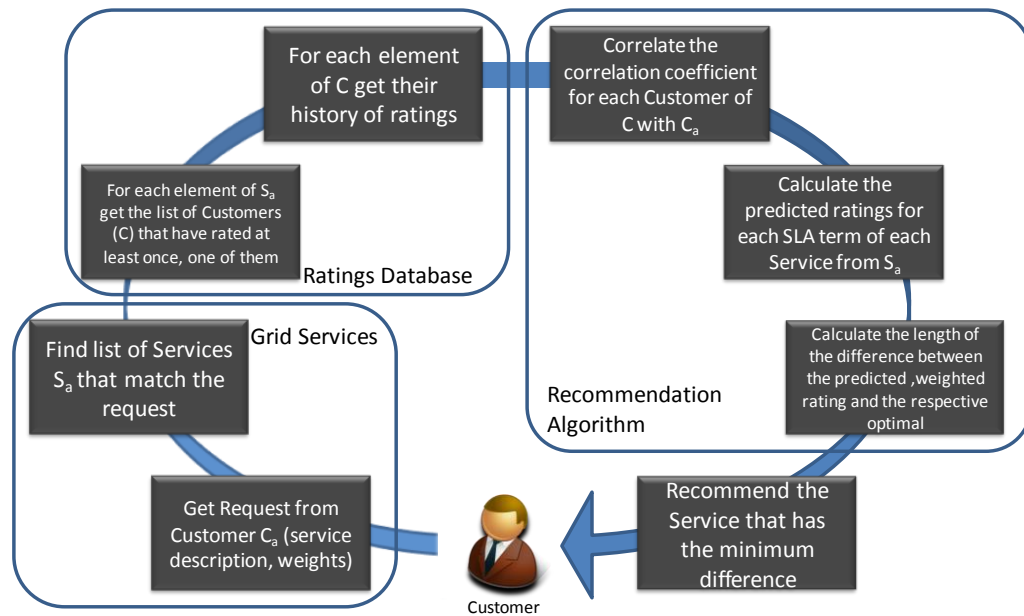 For each element
of C get their
history of ratings
Correlate the
correlation coefficient
for each Customer of
C with Ca
For each element of Sa
get the list of Customers
(C) that have rated at
least once, one of them
Ratings Database
Calculate the
predicted ratings for
each SLA term of each
Service from Sa
Grid Services
Find list of Services
Sa that match the
request
Calculate the length of
the difference between
the predicted ,weighted
rating and the respective
optimal
Recommendation
Algorithm
Get Request from
Customer Ca (service
description, weights)
Recommend the
Service that has
the minimum
difference
Customer